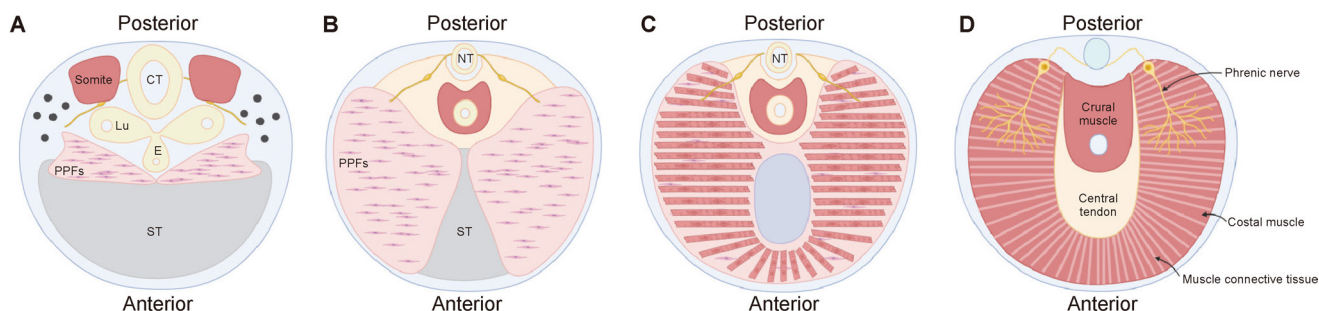 A
Posterior
Somite
CT
Lu
E
PPFs
ST
Anterior
B
Posterior
NT
PPFs
ST
Anterior
C
Posterior
NT
Anterior
D
Posterior
Phrenic nerve
Crural
muscle
Central
tendon
Costal muscle
Muscle connective tissue
Anterior